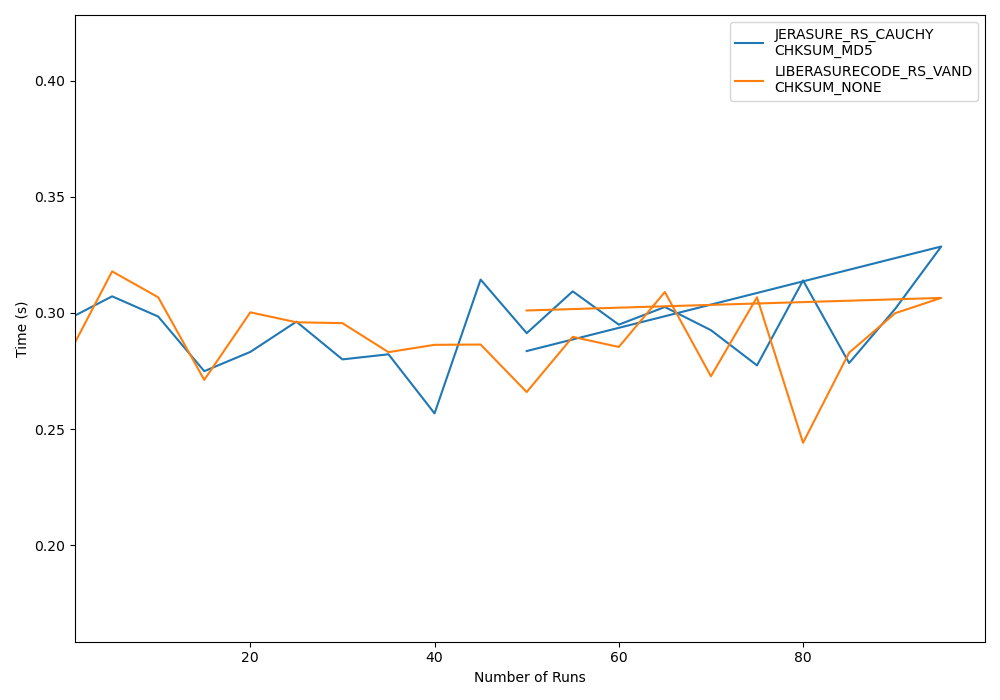 JERASURE_RS_CAUCHY
CHKSUM_MD5
LIBERASURECODE_RS_VAND
CHKSUM_NONE
0.40
0.35
0.30
0.25
0.20
Time (s)
20 40 60 80
Number of Runs